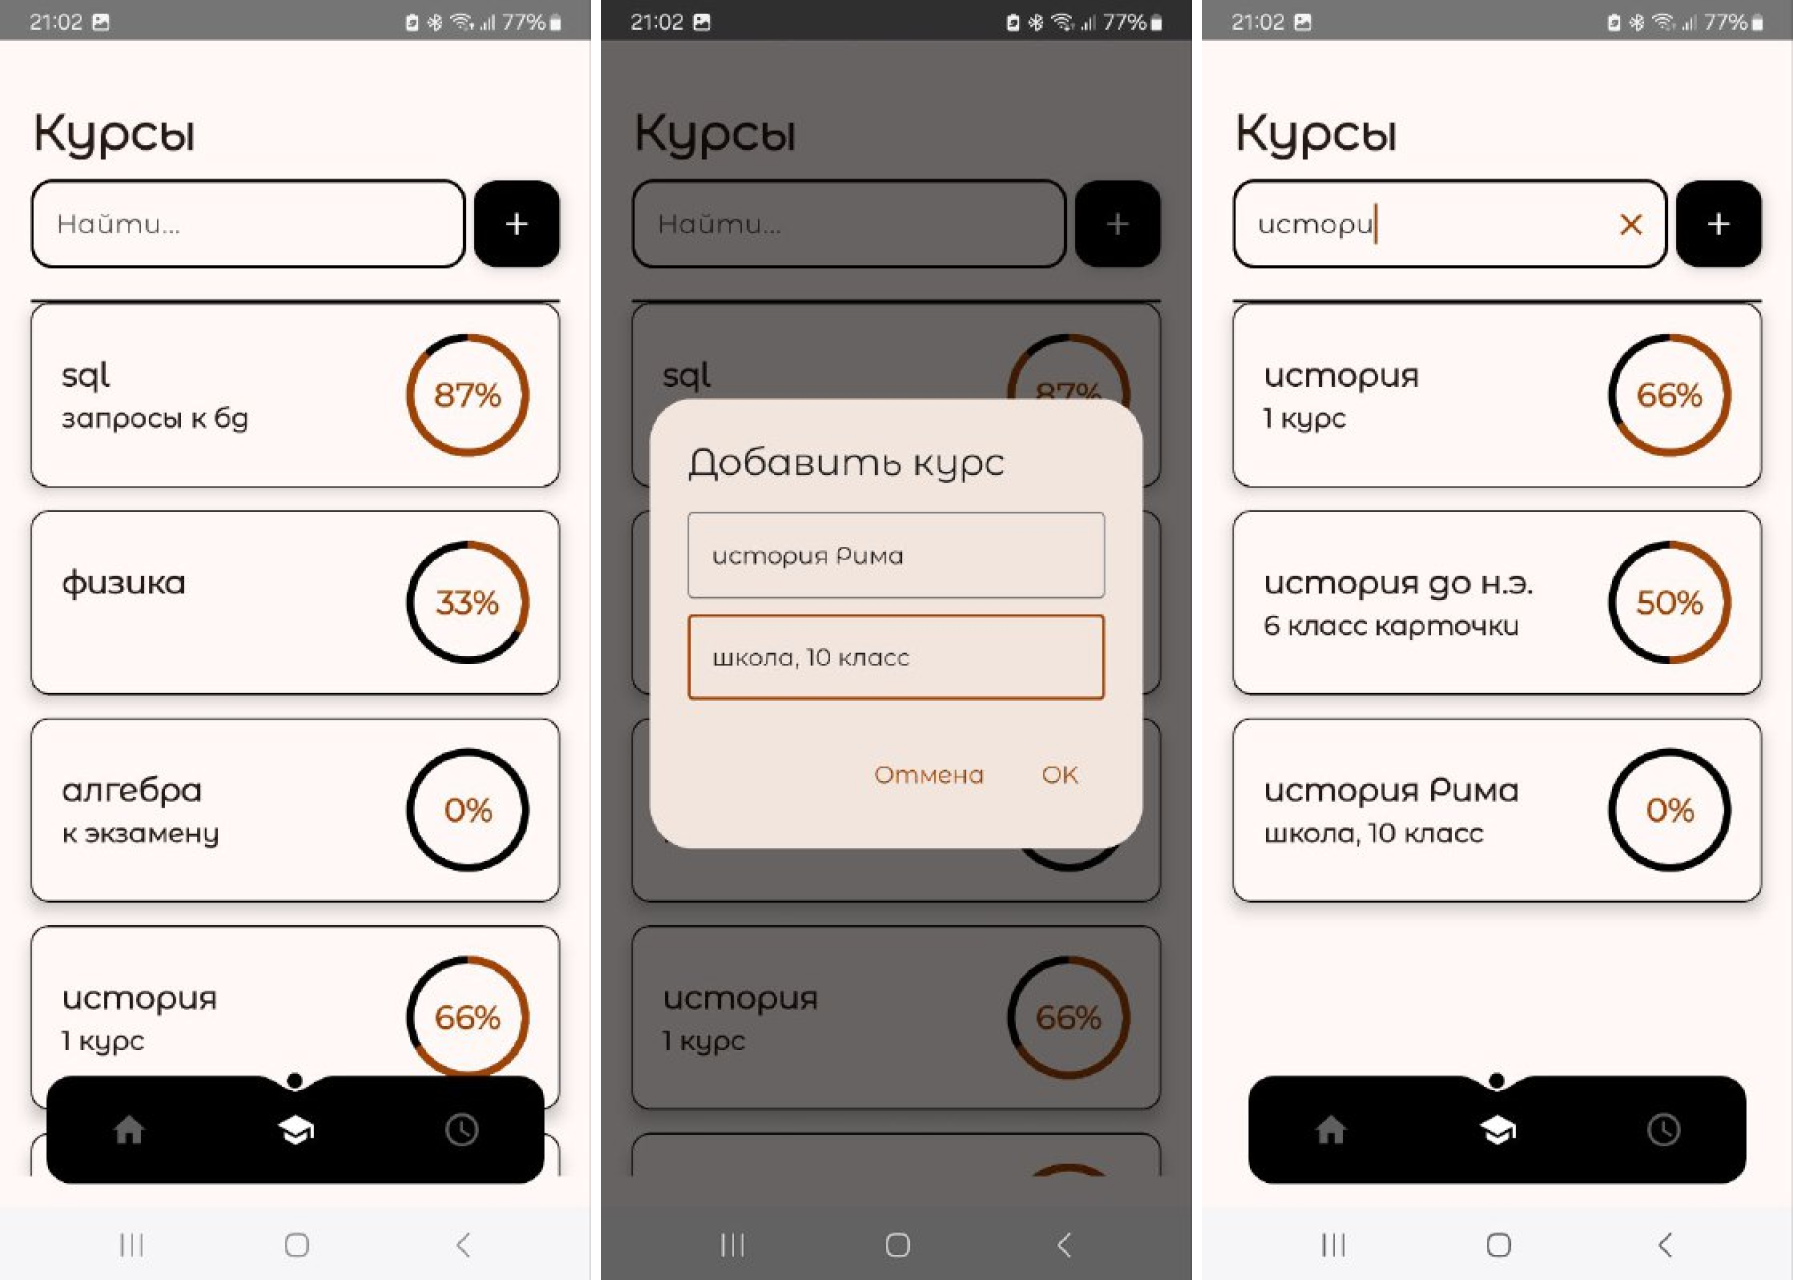 21:02
77%
Курсы
Найти...
+
sql
запросы к бд
87%
физика
33%
алгебра
к экзамену
0%
история
1 курс
66%
21:02
77%
Курсы
Найти...
+
sql
87%
Добавить курс
история Рима
школа, 10 класс
Отмена
OK
история
1 курс
66%
21:02
77%
Курсы
истори
+
история
1 курс
66%
история до н.э.
6 класс карточки
50%
история Рима
школа, 10 класс
0%